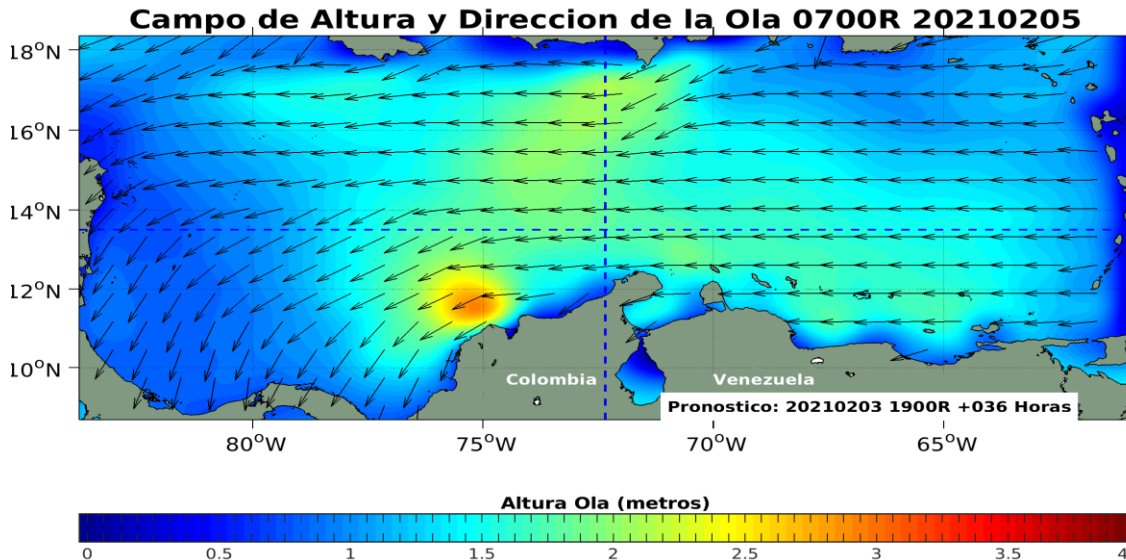 Campo de Altura y Direccion de la Ola 0700R 20210205
18°N
16°N
14°N
12°N
10°N
Colombia
Venezuela
Pronostico: 20210203 1900R +036 Horas
80°W
75°W
70°W
65°W
Altura Ola (metros)
0 0.5 1 1.5 2 2.5 3 3.5 4